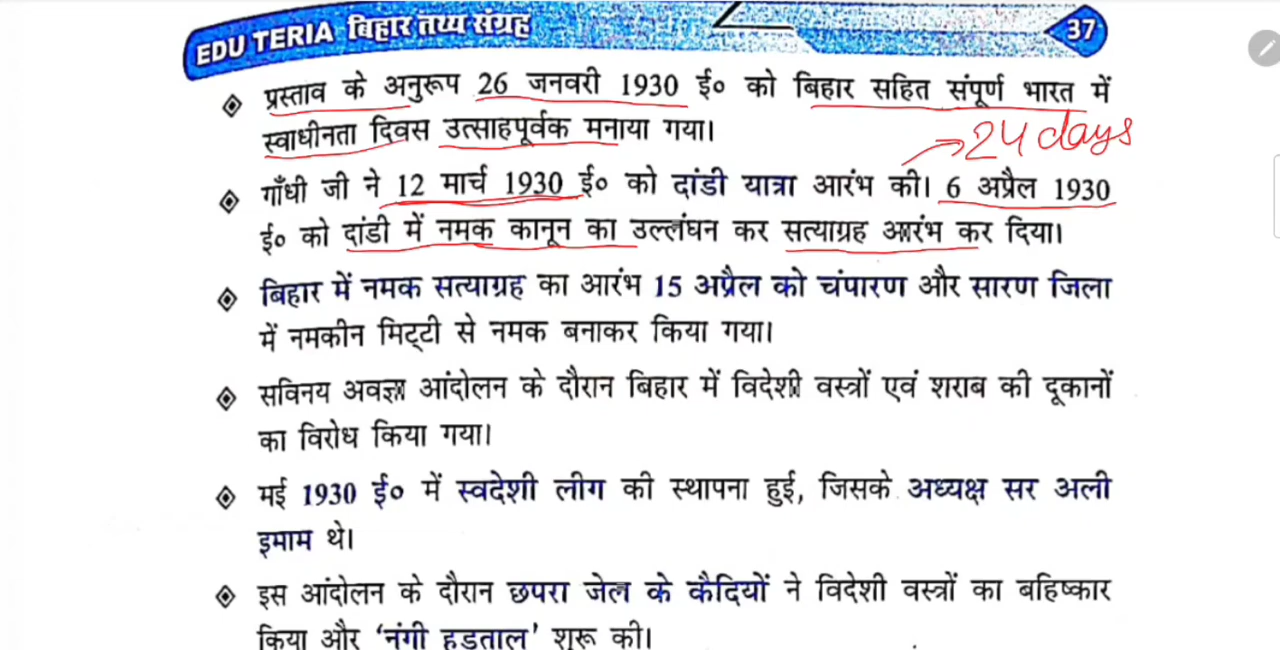 EDU TERIA बिहार तथ्य संग्रह
37
प्रस्ताव के अनुरूप 26 जनवरी 1930 ई० को बिहार सहित संपूर्ण भारत में
स्वाधीनता दिवस उत्साहपूर्वक मनाया गया।
24 days
गाँधी जी ने 12 मार्च 1930 ई० को दांडी यात्रा आरंभ की। 6 अप्रैल 1930
ई० को दांडी में नमक कानून का उल्लंघन कर सत्याग्रह आरंभ कर दिया।
बिहार में नमक सत्याग्रह का आरंभ 15 अप्रैल को चंपारण और सारण जिला
में नमकीन मिट्टी से नमक बनाकर किया गया।
सविनय अवज्ञा आंदोलन के दौरान बिहार में विदेशी वस्त्रों एवं शराब की दूकानों
का विरोध किया गया।
मई 1930 ई० में स्वदेशी लीग की स्थापना हुई, जिसके अध्यक्ष सर अली
इमाम थे।
इस आंदोलन के दौरान छपरा जेल के कैदियों ने विदेशी वस्त्रों का बहिष्कार
किया और 'नंगी हड़ताल' शुरू की।